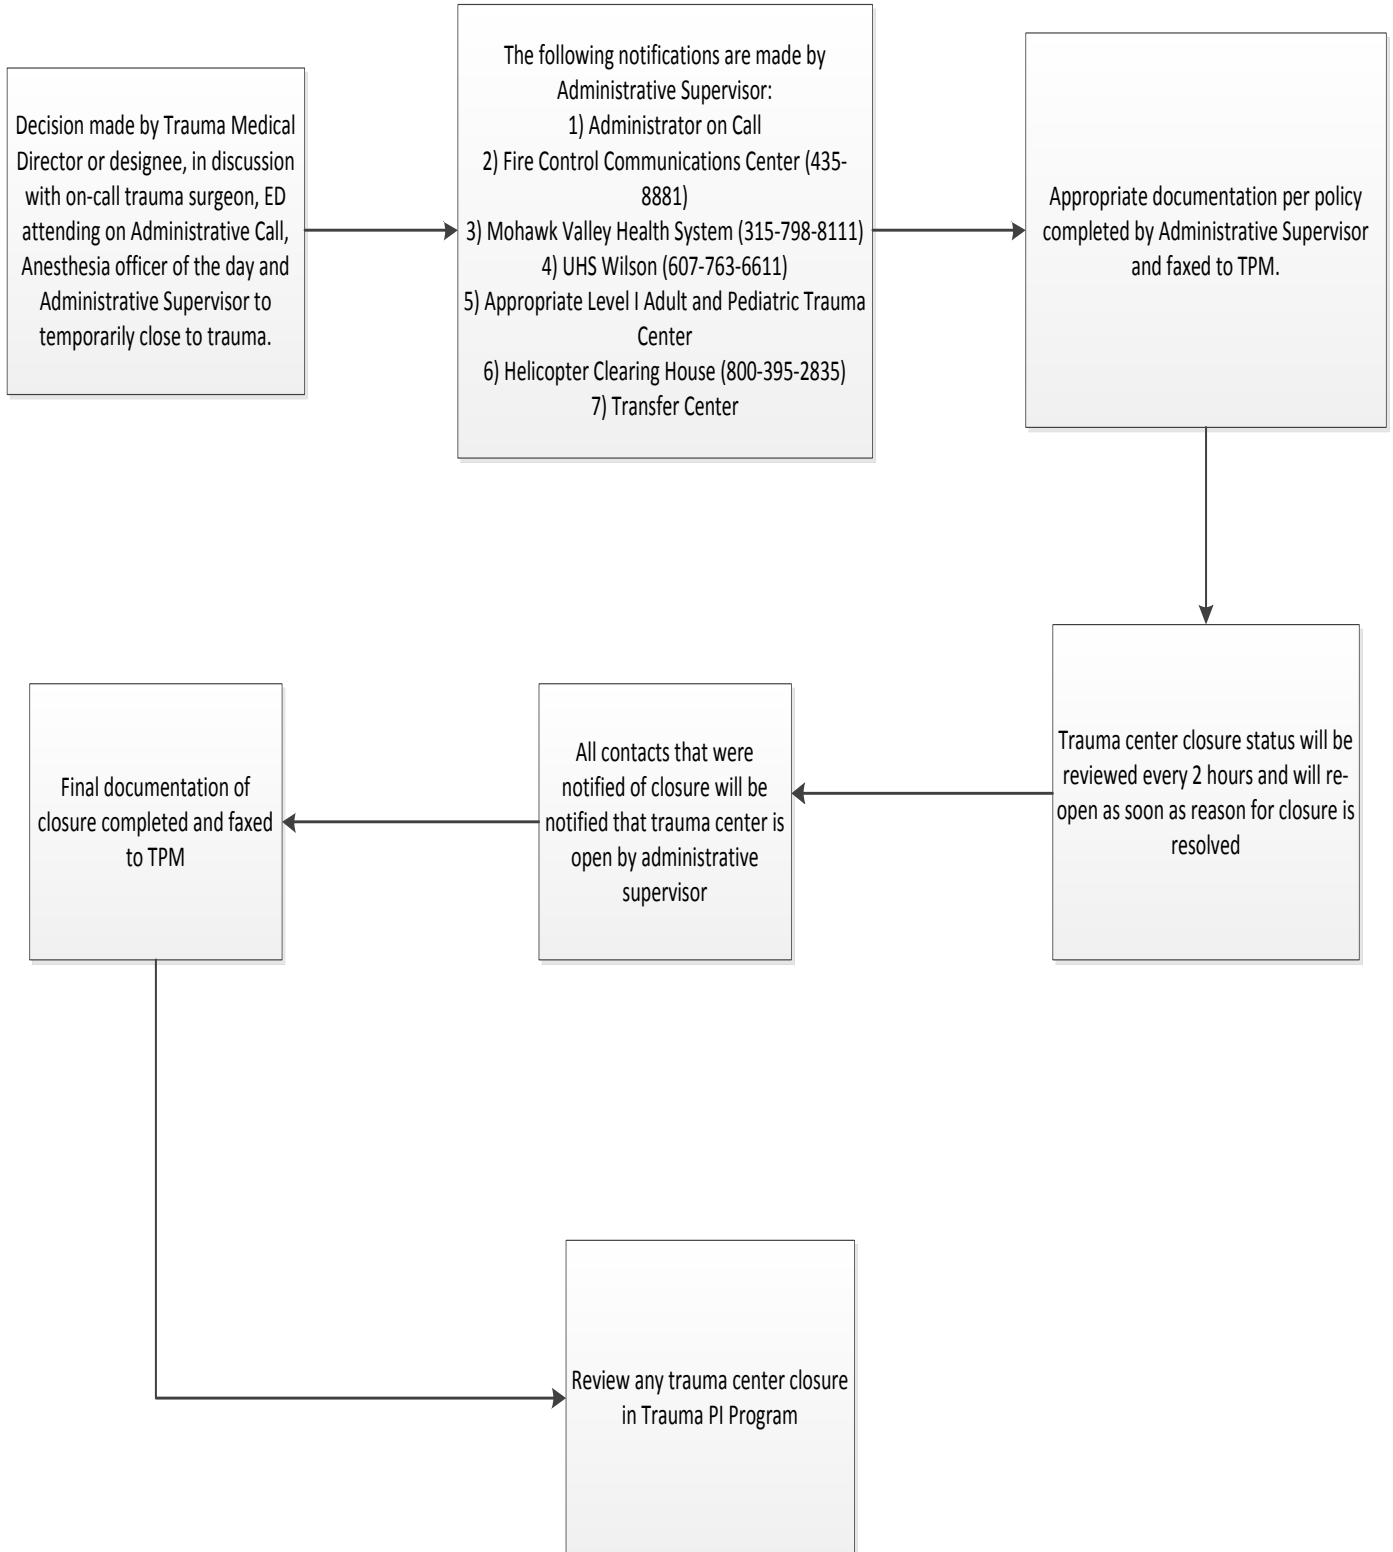 Decision made by Trauma Medical
Director or designee, in discussion
with on-call trauma surgeon, ED
attending on Administrative Call,
Anesthesia officer of the day and
Administrative Supervisor to
temporarily close to trauma.
The following notifications are made by
Administrative Supervisor:
1) Administrator on Call
2) Fire Control Communications Center (435-
8881)
3) Mohawk Valley Health System (315-798-8111)
4) UHS Wilson (607-763-6611)
5) Appropriate Level I Adult and Pediatric Trauma
Center
6) Helicopter Clearing House (800-395-2835)
7) Transfer Center
Appropriate documentation per policy
completed by Administrative Supervisor
and faxed to TPM.
Trauma center closure status will be
reviewed every 2 hours and will re-
open as soon as reason for closure is
resolved
All contacts that were
notified of closure will be
notified that trauma center is
open by administrative
supervisor
Final documentation of
closure completed and faxed
to TPM
Review any trauma center closure
in Trauma PI Program